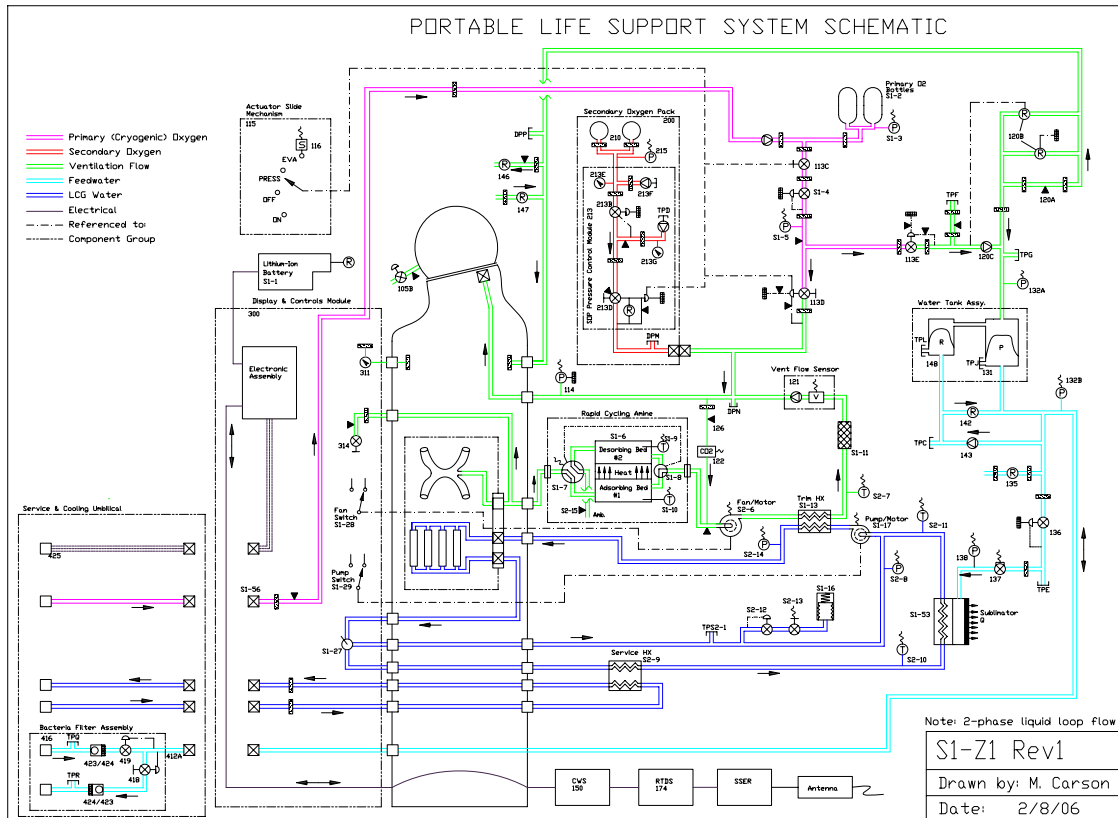 PORTABLE LIFE SUPPORT SYSTEM SCHEMATIC
Primary (Cryogenic) Oxygen
Secondary Oxygen
Ventilation Flow
Feedwater
LCG Water
Electrical
Referenced to:
Component Group
Actuator Slide
Mechanism
115
116
EVA
PRESS
OFF
ON
Lithium-Ion
Battery
S1-1
R
Display & Controls Module
300
Electronic
Assembly
311
314
105B
DPP
R
146
R
147
Secondary Oxygen Pack
200
210
P
215
213E
213F
213B
TPD
213G
SOP Pressure Control Module 213
213D
R
DPM
Primary O2
Bottles
S1-2
P
S1-3
113C
S1-4
P
S1-5
113E
113D
TPF
120C
R
120B
R
120A
TPG
P
132A
Water Tank Assy.
TPL
R
148
TPJ
P
131
P
132B
R
142
TPC
143
R
135
136
P
138
137
TPE
P
114
Vent Flow Sensor
121
V
DPN
126
CO2
122
S1-11
Rapid Cycling Amine
S1-6
S1-9
Desorbing Bed
#2
T
Heat
S1-7
S1-8
Adsorbing Bed
#1
T
S1-10
S2-15
Amb.
Fan/Motor
S2-6
Trim HX
S1-13
T
S2-7
Pump/Motor
S1-17
T
S2-11
P
S2-14
P
S2-8
Fan
Switch
S1-28
Pump
Switch
S1-29
S1-27
TPS2-1
S2-12
S2-13
S1-16
S1-53
Sublimator
Q
T
S2-10
Service HX
S2-9
Service & Cooling Umbilical
425
S1-56
Bacteria Filter Assembly
416
TPQ
423/424
419
412A
418
TPR
424/423
CWS
150
RTDS
174
SSER
Antenna
Note: 2-phase liquid loop flow
S1-Z1 Rev1
Drawn by: M. Carson
Date: 2/8/06